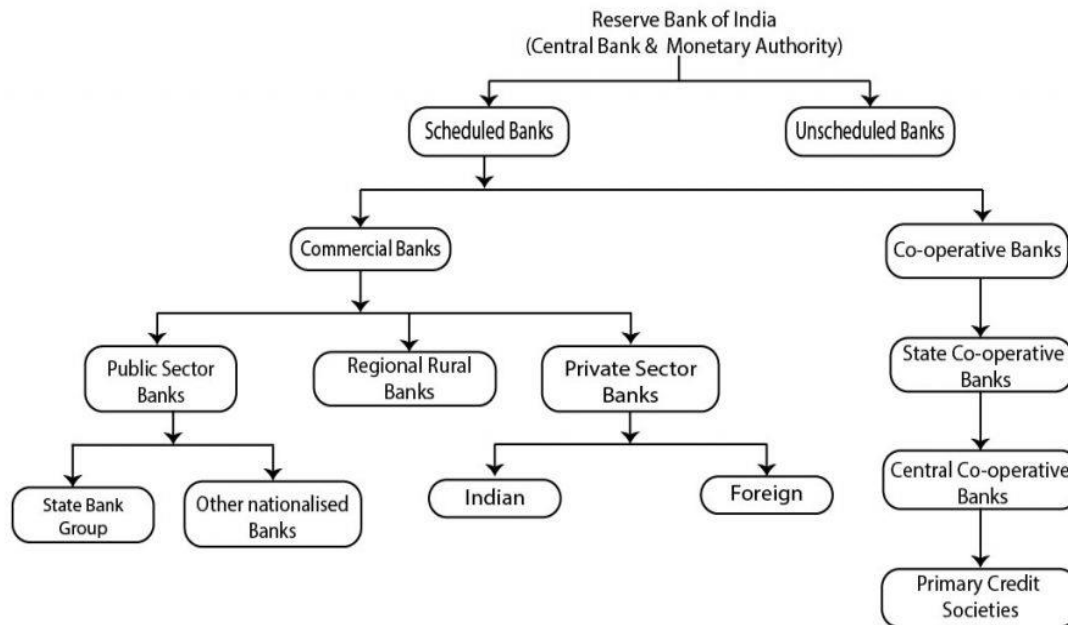 Reserve Bank of India
(Central Bank & Monetary Authority)
Scheduled Banks
Unscheduled Banks
Commercial Banks
Co-operative Banks
Public Sector
Banks
Regional Rural
Banks
Private Sector
Banks
State Co-operative
Banks
State Bank
Group
Other nationalised
Banks
Indian
Foreign
Central Co-operative
Banks
Primary Credit
Societies